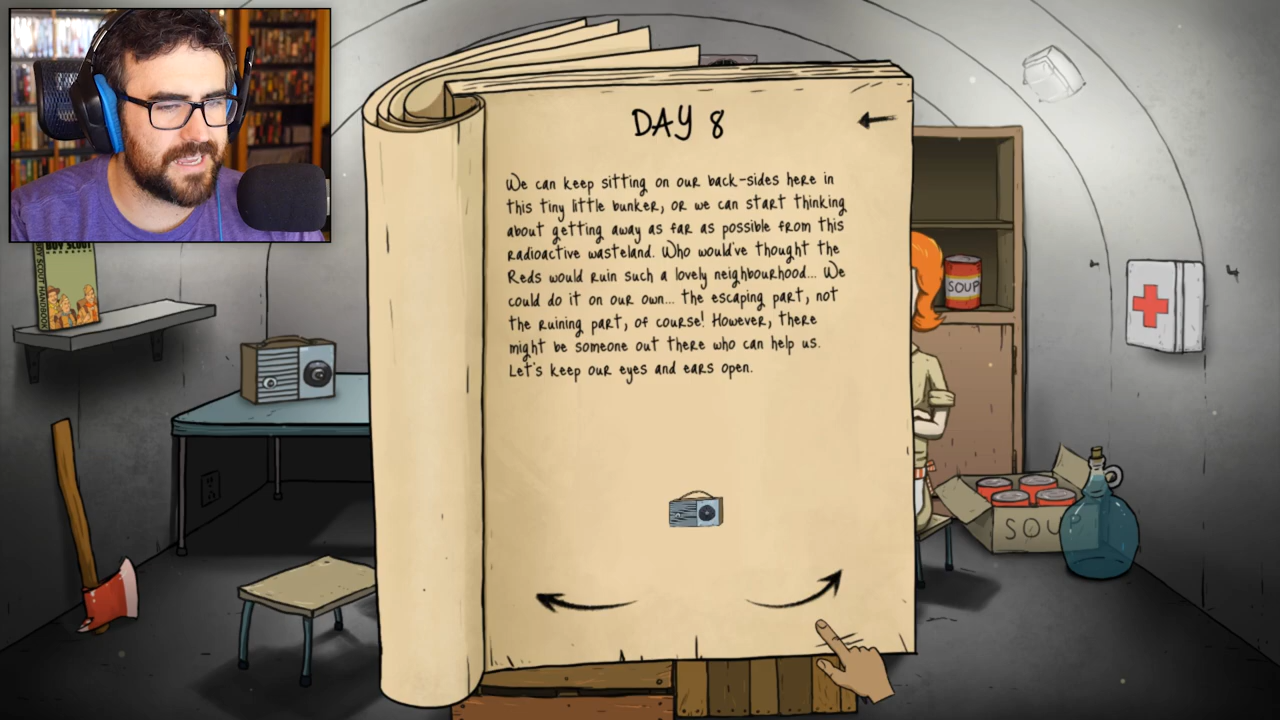 DAY 8
We can keep sitting on our back-sides here in
this tiny little bunker, or we can start thinking
about getting away as far as possible from this
radioactive wasteland. Who would've thought the
Reds would ruin such a lovely neighbourhood... We
could do it on our own... the escaping part, not
the ruining part, of course! However, there
might be someone out there who can help us.
Let's keep our eyes and ears open.
BOY SCOUT
BOY SCOUT HANDBOOK
SOUP
SOUP